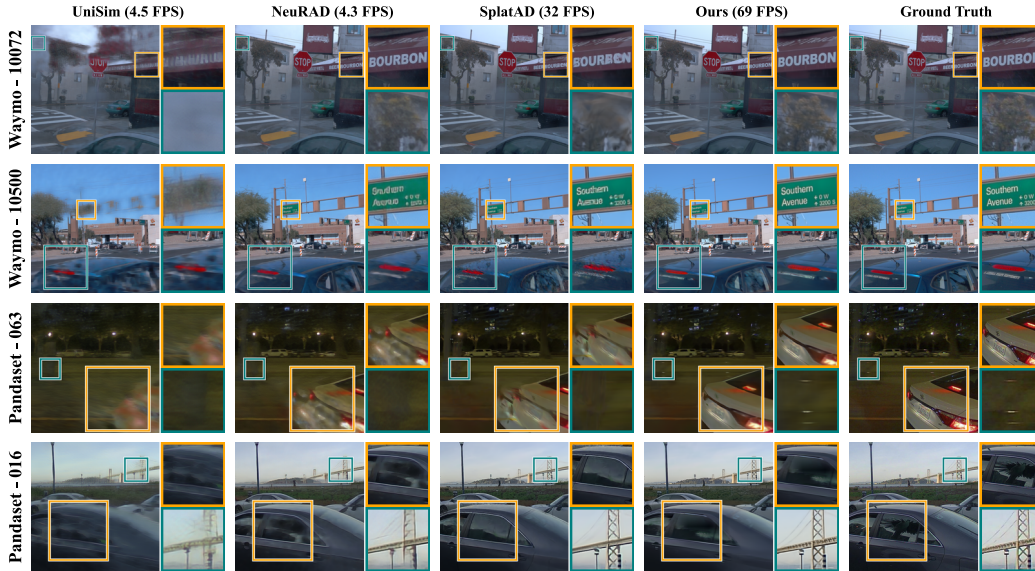 UniSim (4.5 FPS) NeuRAD (4.3 FPS) SplatAD (32 FPS) Ours (69 FPS) Ground Truth
Waymo - 10072
STOP BOURBON
STOP BOURBON
STOP BOURBON
STOP BOURBON
Waymo - 10500
Southern
Avenue
Southern
Avenue
Southern
Avenue
Southern
Avenue
Pandaset - 063
Pandaset - 016